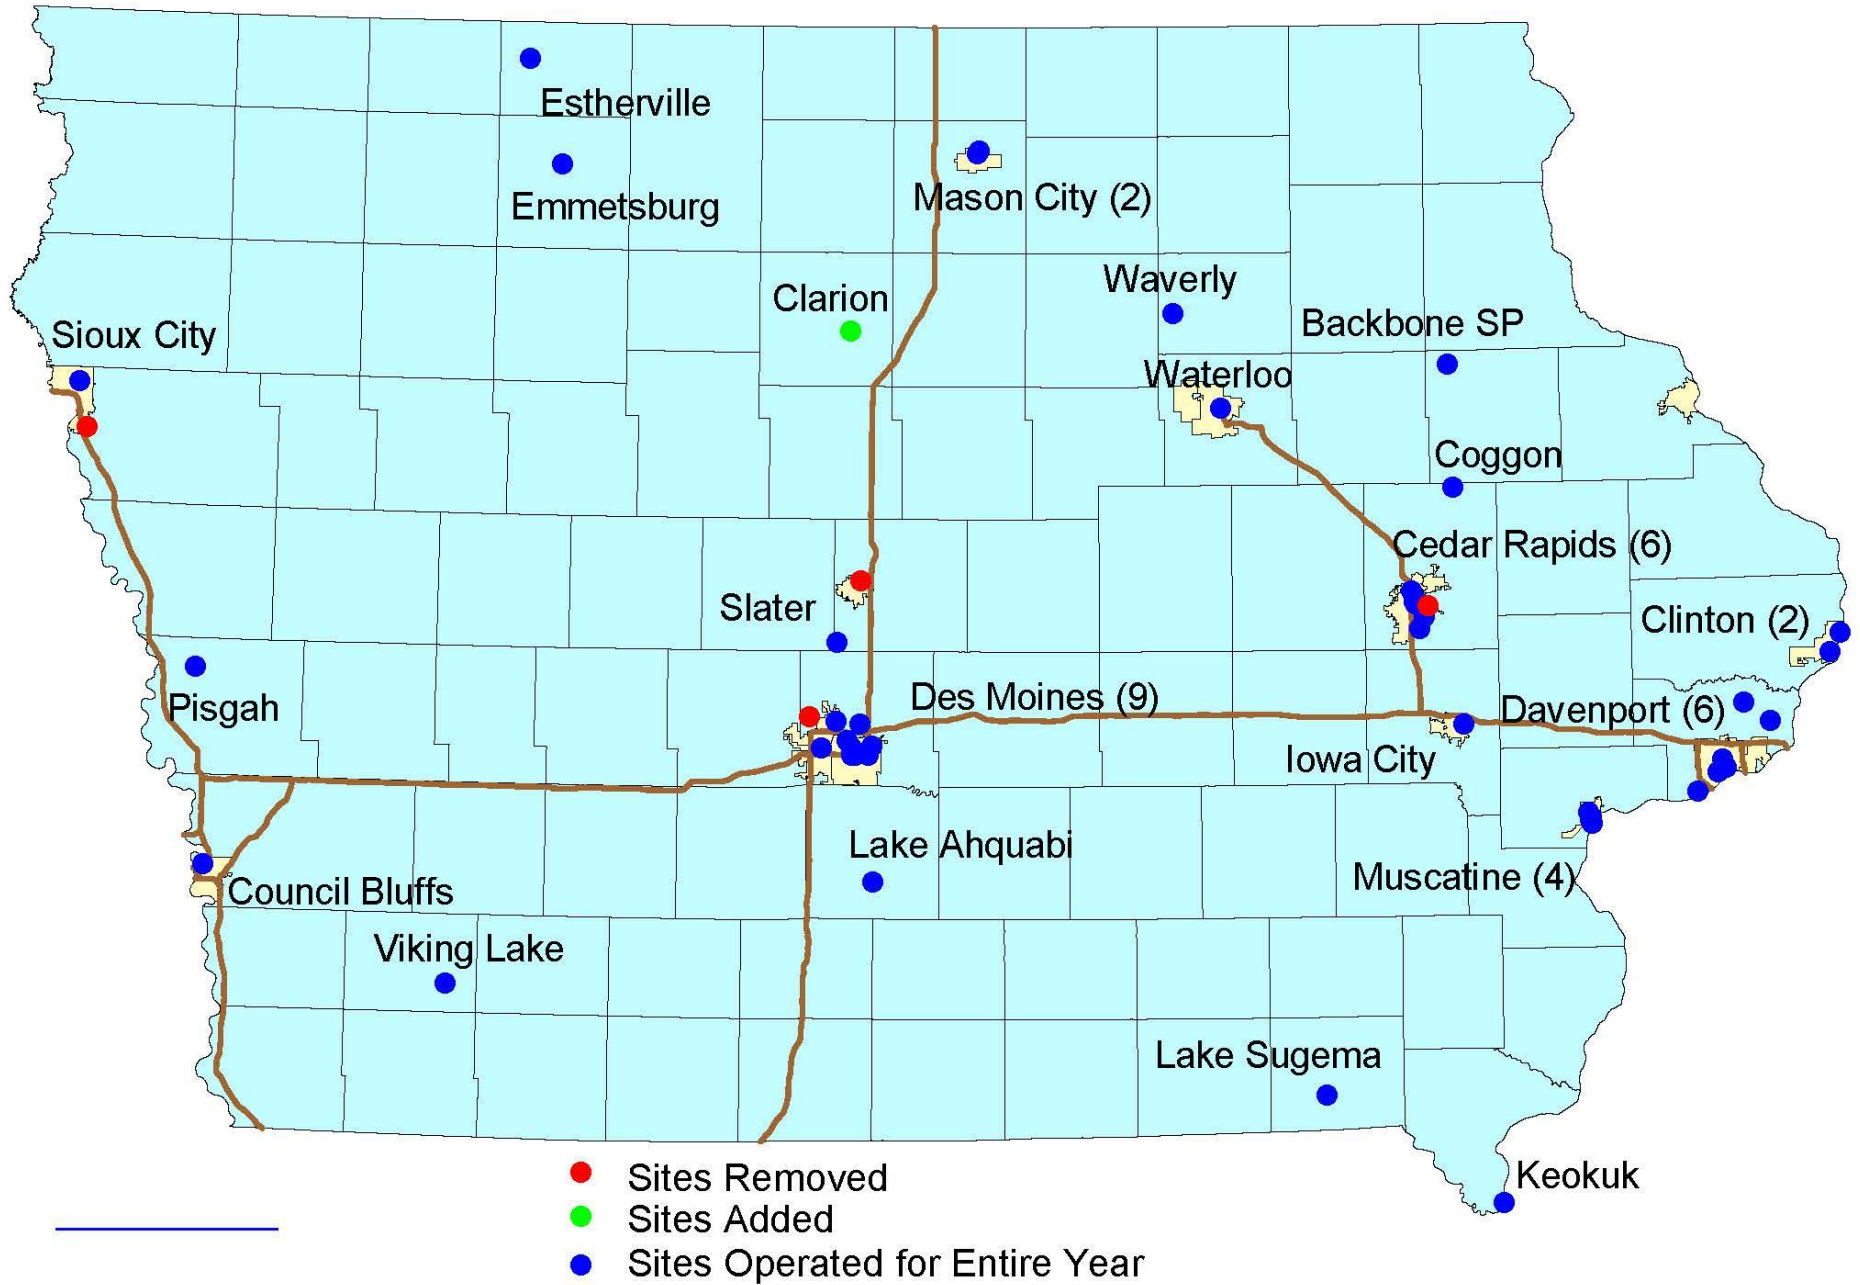 Estherville
Emmetsburg
Mason City (2)
Clarion
Waverly
Backbone SP
Sioux City
Waterloo
Coggon
Cedar Rapids (6)
Slater
Clinton (2)
Pisgah
Des Moines (9)
Davenport (6)
Iowa City
Lake Ahquabi
Muscatine (4)
Council Bluffs
Viking Lake
Lake Sugema
Keokuk
Sites Removed
Sites Added
Sites Operated for Entire Year